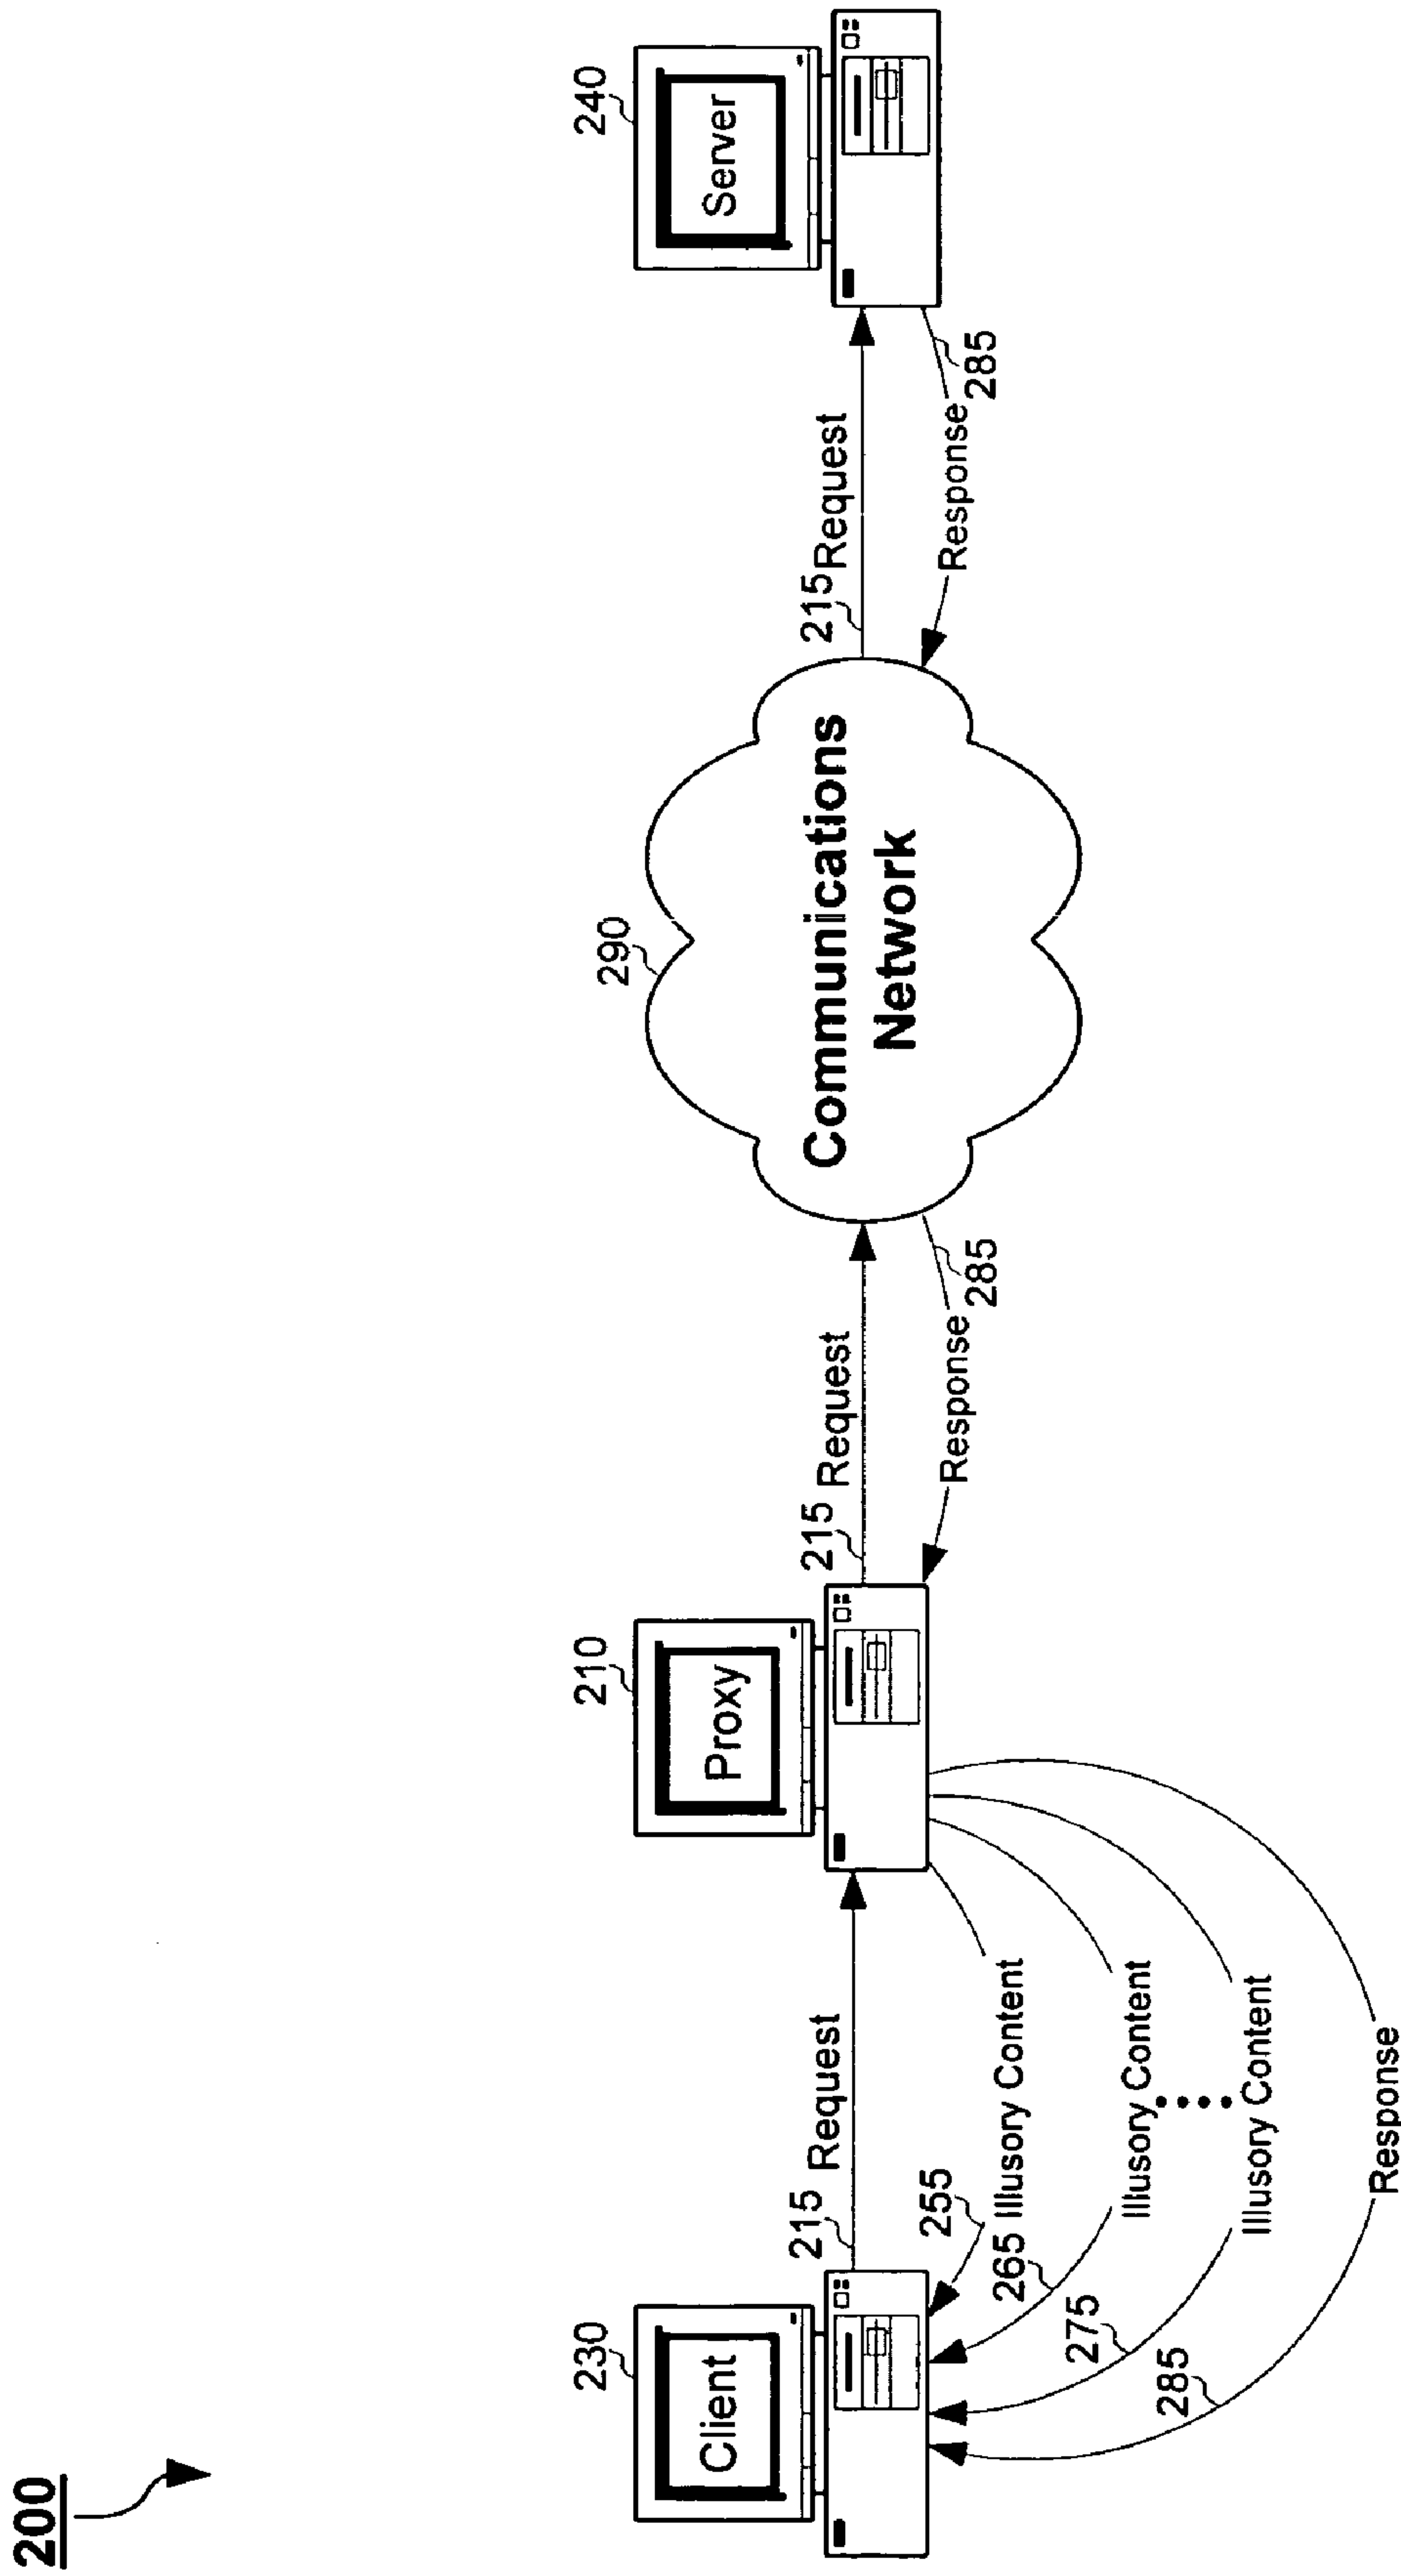 200
230
Client
215
Request
210
Proxy
215
Request
290
Communications
Network
215
Request
240
Server
285
Response
285
Response
255
Illusory Content
265
Illusory Content
275
Illusory Content
285
Response